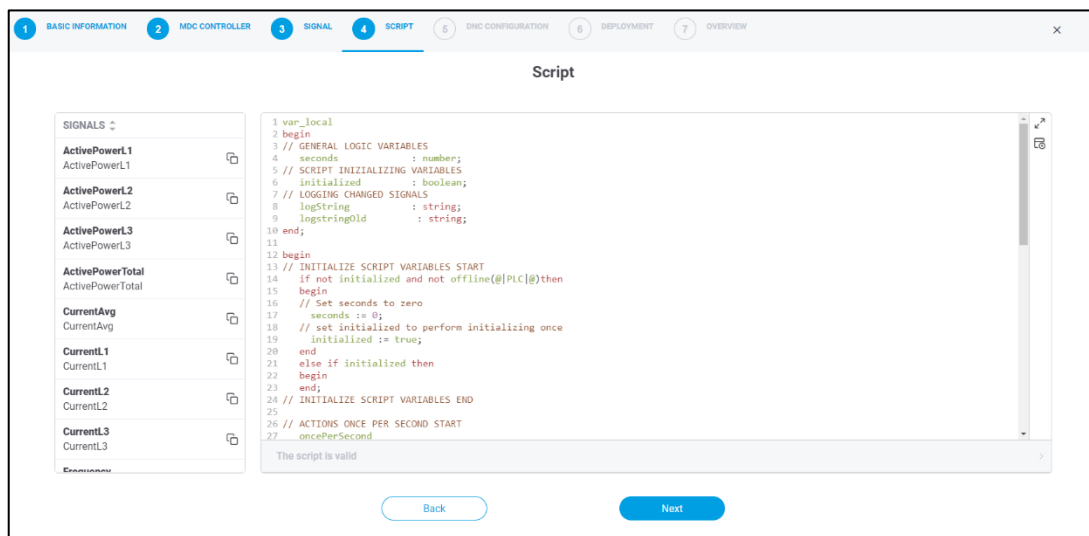 1 BASIC INFORMATION 2 MDC CONTROLLER 3 SIGNAL 4 SCRIPT 5 DNC CONFIGURATION 6 DEPLOYMENT 7 OVERVIEW
Script
SIGNALS
ActivePowerL1
ActivePowerL1
ActivePowerL2
ActivePowerL2
ActivePowerL3
ActivePowerL3
ActivePowerTotal
ActivePowerTotal
CurrentAvg
CurrentAvg
CurrentL1
CurrentL1
CurrentL2
CurrentL2
CurrentL3
CurrentL3
Frequency
1 var_local
2 begin
3 // GENERAL LOGIC VARIABLES
4 seconds : number;
5 // SCRIPT INIZIALIZING VARIABLES
6 initialized : boolean;
7 // LOGGING CHANGED SIGNALS
8 logString : string;
9 logstringOld : string;
10 end;
11
12 begin
13 // INITIALIZE SCRIPT VARIABLES START
14 if not initialized and not offline(@|PLC|@)then
15 begin
16 // Set seconds to zero
17 seconds := 0;
18 // set initialized to perform initializing once
19 initialized := true;
20 end
21 else if initialized then
22 begin
23 end;
24 // INITIALIZE SCRIPT VARIABLES END
25
26 // ACTIONS ONCE PER SECOND START
27 oncePerSecond
The script is valid
Back
Next